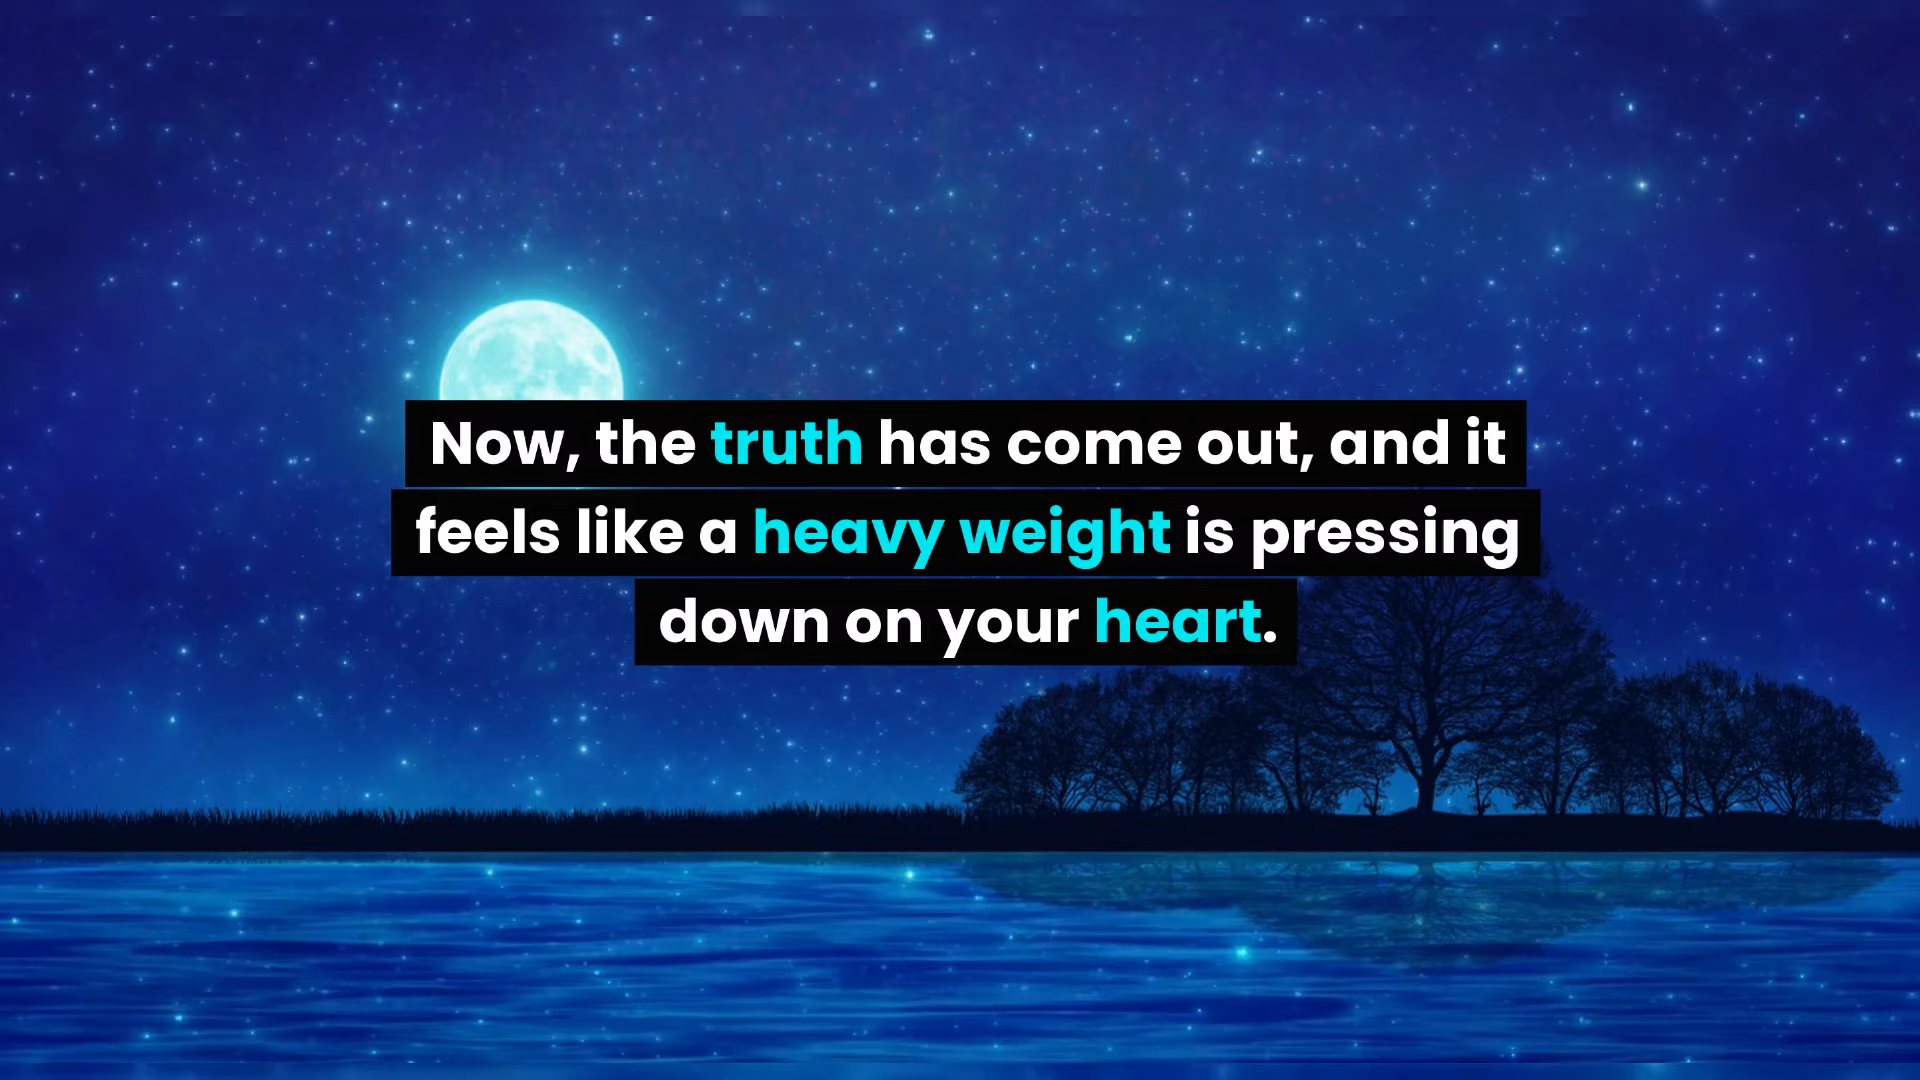 Now, the truth has come out, and it
feels like a heavy weight is pressing
down on your heart.